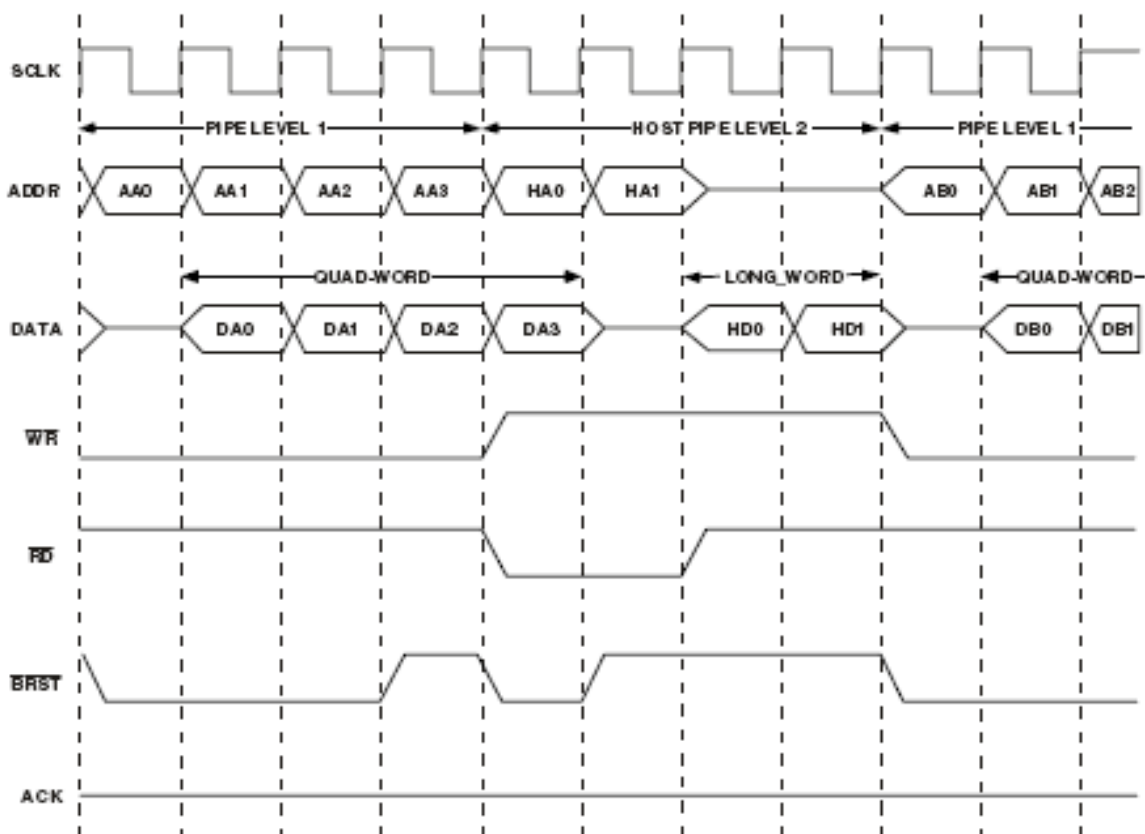 SCLK
PIPE LEVEL 1 HOST PIPE LEVEL 2 PIPE LEVEL 1
ADDR AA0 AA1 AA2 AA3 HA0 HA1 AB0 AB1 AB2
QUAD-WORD LONG_WORD QUAD-WORD
DATA DA0 DA1 DA2 DA3 HD0 HD1 DB0 DB1
WR
RD
BRST
ACK